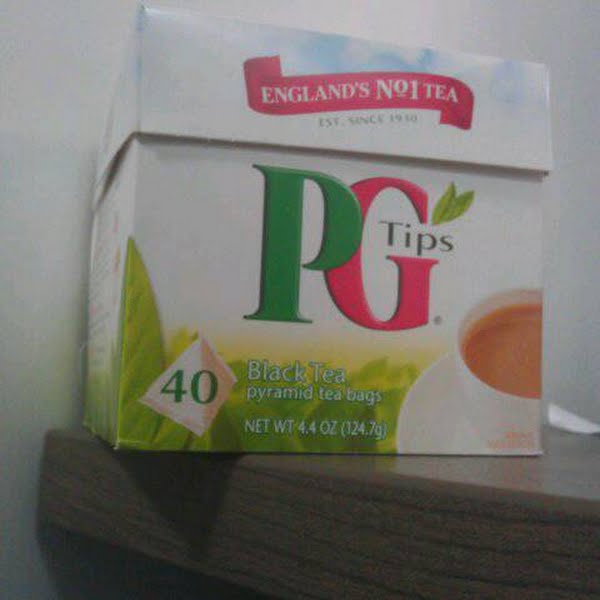 ENGLAND'S No1 TEA
EST. SINCE 1930
PG
Tips
40
Black Tea
pyramid tea bags
NET WT 4.4 OZ (124.7g)